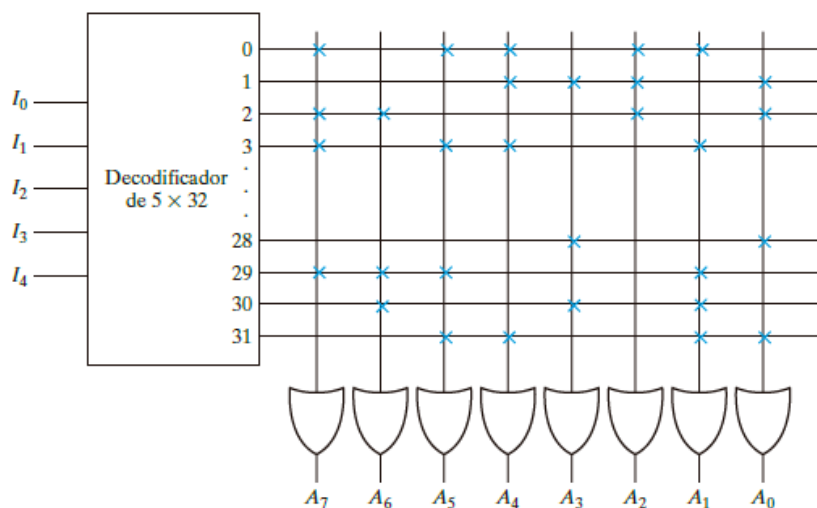 0
1
I₀
2
I₁
3
Decodificador
de 5 × 32
.
.
.
I₂
I₃
28
I₄
29
30
31
A₇ A₆ A₅ A₄ A₃ A₂ A₁ A₀